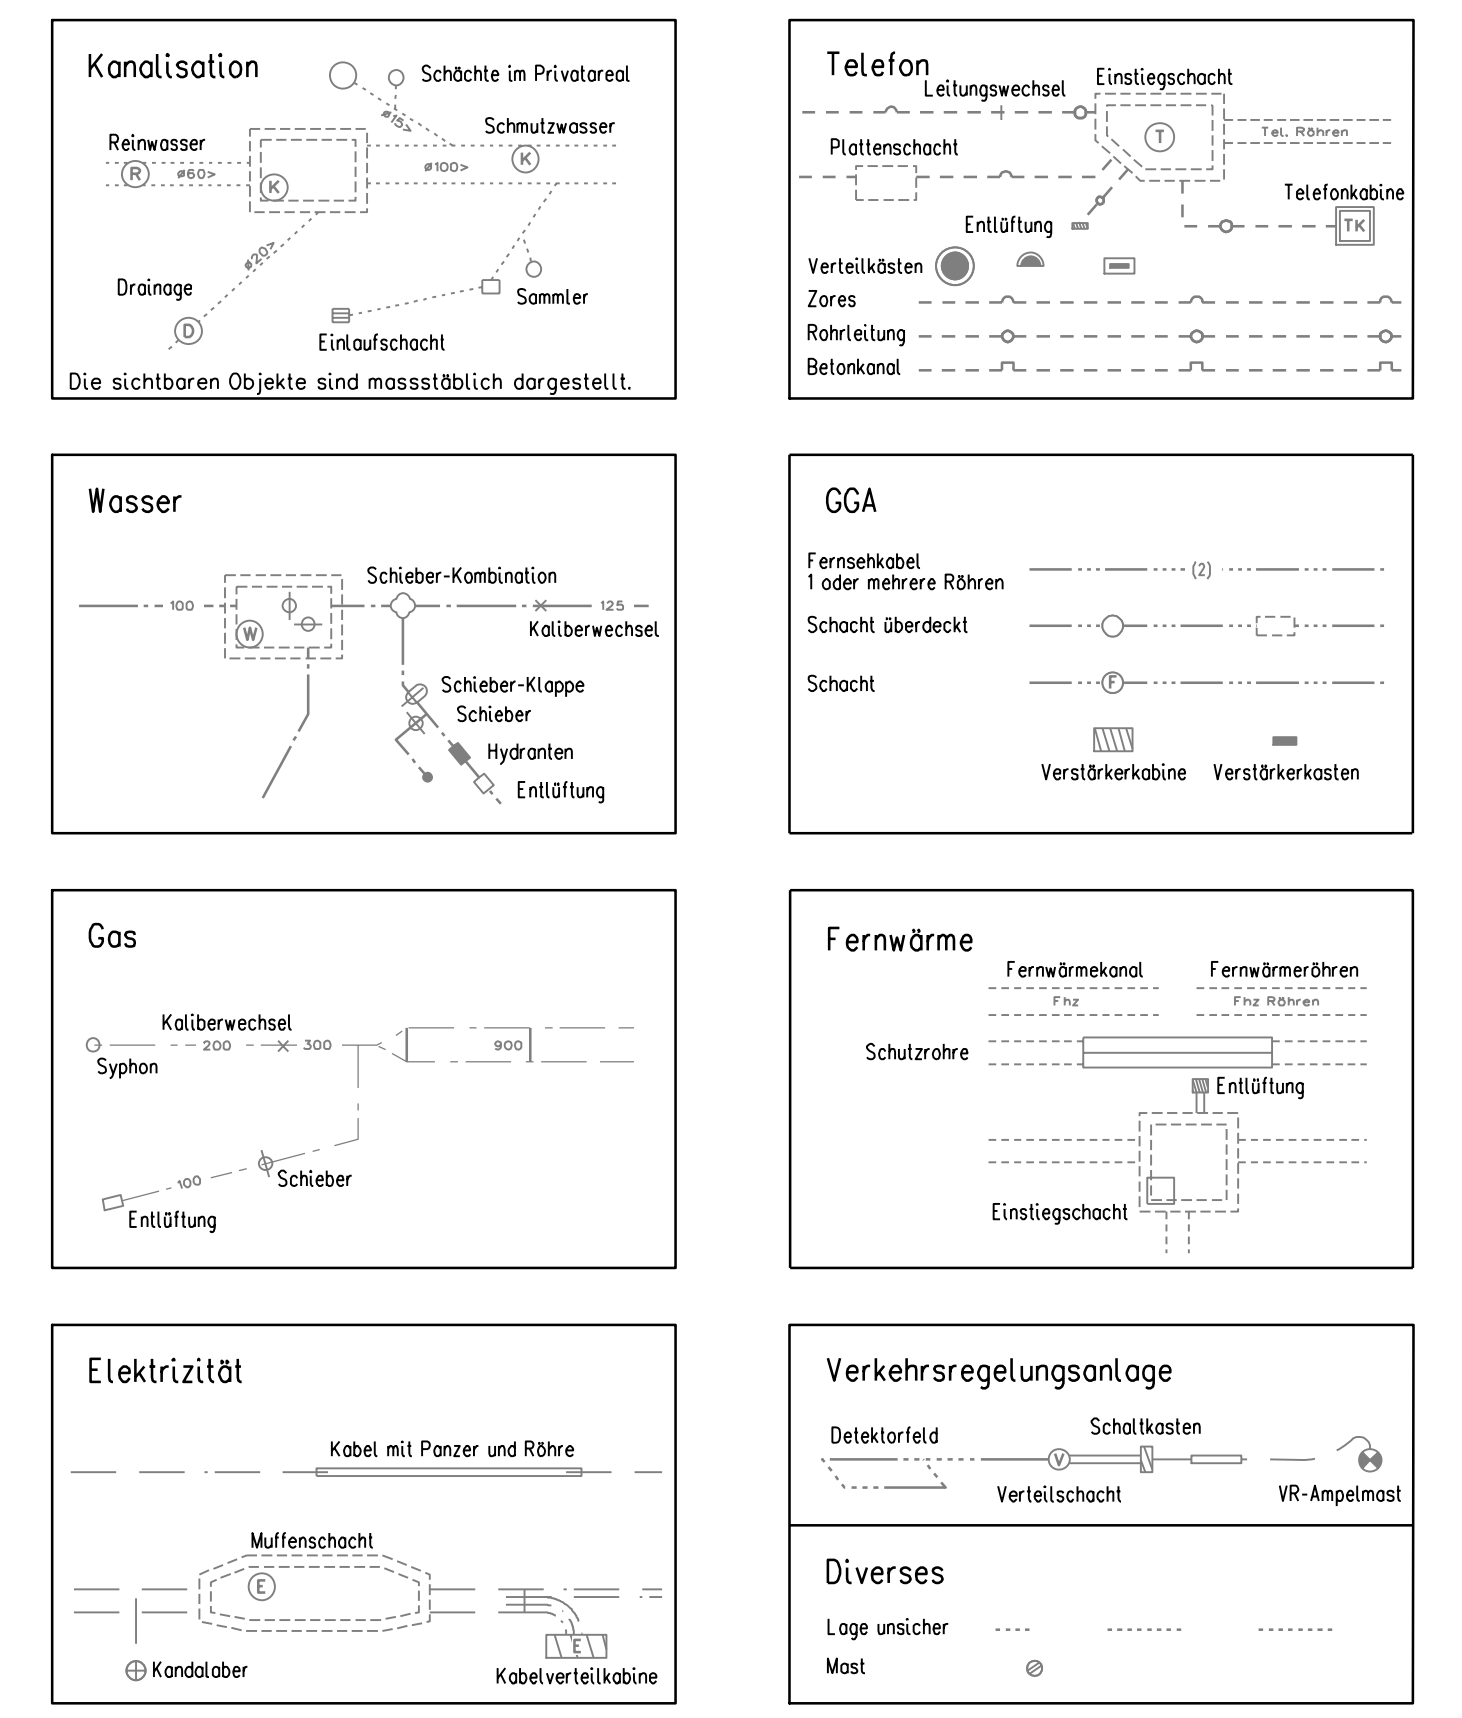 Kanalisation
Schächte im Privatareal
ø15>
Schmutzwasser
Reinwasser
R
ø60>
K
ø100>
K
ø20>
Drainage
D
Sammler
Einlaufschacht
Die sichtbaren Objekte sind massstäblich dargestellt.
Telefon
Einstiegschacht
Leitungswechsel
T
Tel. Röhren
Plattenschacht
Telefonkabine
TK
Entlüftung
Verteilkästen
Zores
Rohrleitung
Betonkanal
Wasser
Schieber-Kombination
100
125
W
Kaliberwechsel
Schieber-Klappe
Schieber
Hydranten
Entlüftung
GGA
Fernsehkabel
1 oder mehrere Röhren
(2)
Schacht überdeckt
Schacht
F
Verstärkerkabine
Verstärkerkasten
Gas
Kaliberwechsel
200
300
900
Syphon
100
Schieber
Entlüftung
Fernwärme
Fernwärmekanal
Fernwärmeröhren
Fhz
Fhz Röhren
Schutzrohre
Entlüftung
Einstiegschacht
Elektrizität
Kabel mit Panzer und Röhre
Muffenschacht
E
E
Kandalaber
Kabelverteilkabine
Verkehrsregelungsanlage
Schaltkasten
Detektorfeld
V
Verteilschacht
VR-Ampelmast
Diverses
Lage unsicher
Mast